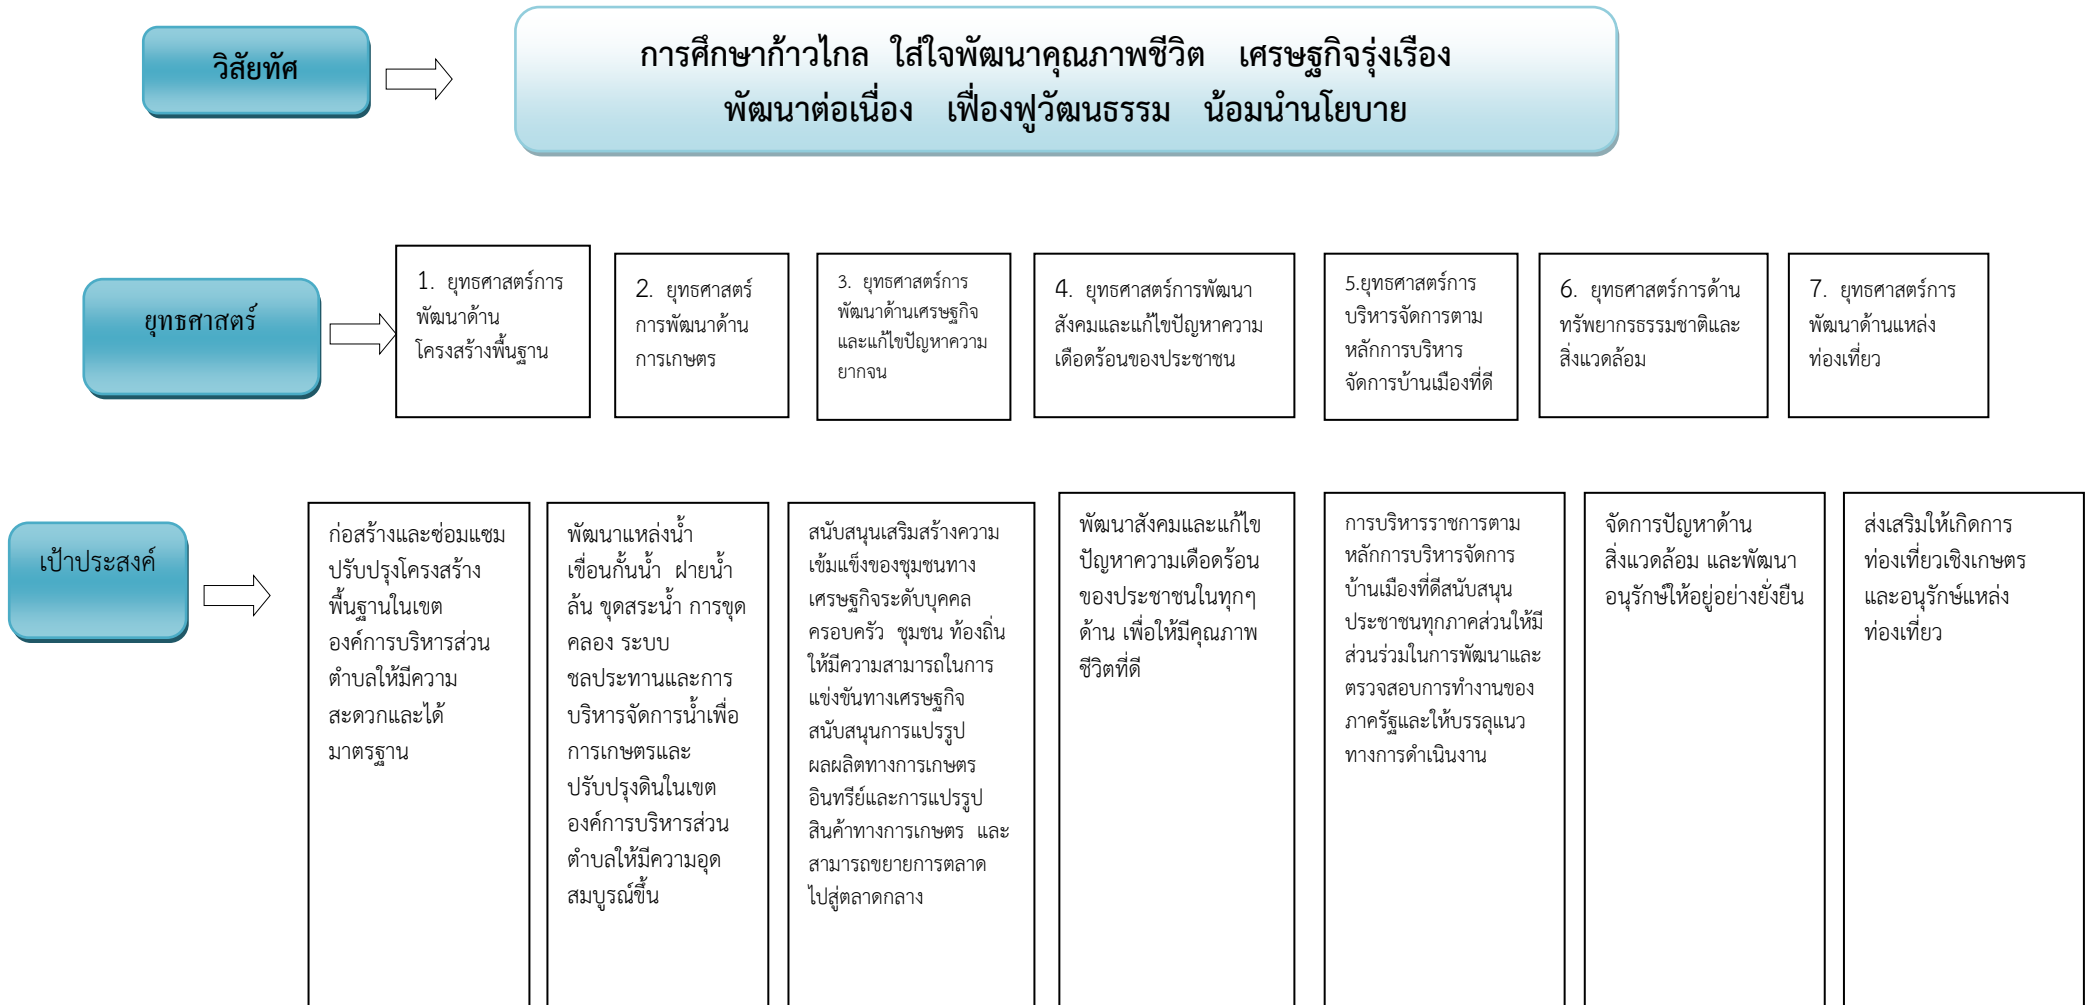 วิสัยทัศ
การศึกษาก้าวไกล ใส่ใจพัฒนาคุณภาพชีวิต เศรษฐกิจรุ่งเรือง
พัฒนาต่อเนื่อง เฟื่องฟูวัฒนธรรม น้อมนำนโยบาย
ยุทธศาสตร์
1. ยุทธศาสตร์การ
พัฒนาด้าน
โครงสร้างพื้นฐาน
2. ยุทธศาสตร์
การพัฒนาด้าน
การเกษตร
3. ยุทธศาสตร์การ
พัฒนาด้านเศรษฐกิจ
และแก้ไขปัญหาความ
ยากจน
4. ยุทธศาสตร์การพัฒนา
สังคมและแก้ไขปัญหาความ
เดือดร้อนของประชาชน
5.ยุทธศาสตร์การ
บริหารจัดการตาม
หลักการบริหาร
จัดการบ้านเมืองที่ดี
6. ยุทธศาสตร์การด้าน
ทรัพยากรธรรมชาติและ
สิ่งแวดล้อม
7. ยุทธศาสตร์การ
พัฒนาด้านแหล่ง
ท่องเที่ยว
เป้าประสงค์
ก่อสร้างและซ่อมแซม
ปรับปรุงโครงสร้าง
พื้นฐานในเขต
องค์การบริหารส่วน
ตำบลให้มีความ
สะดวกและได้
มาตรฐาน
พัฒนาแหล่งน้ำ
เขื่อนกั้นน้ำ ฝายน้ำ
ล้น ขุดสระน้ำ การขุด
คลอง ระบบ
ชลประทานและการ
บริหารจัดการน้ำเพื่อ
การเกษตรและ
ปรับปรุงดินในเขต
องค์การบริหารส่วน
ตำบลให้มีความอุด
สมบูรณ์ขึ้น
สนับสนุนเสริมสร้างความ
เข้มแข็งของชุมชนทาง
เศรษฐกิจระดับบุคคล
ครอบครัว ชุมชน ท้องถิ่น
ให้มีความสามารถในการ
แข่งขันทางเศรษฐกิจ
สนับสนุนการแปรรูป
ผลผลิตทางการเกษตร
อินทรีย์และการแปรรูป
สินค้าทางการเกษตร และ
สามารถขยายการตลาด
ไปสู่ตลาดกลาง
พัฒนาสังคมและแก้ไข
ปัญหาความเดือดร้อน
ของประชาชนในทุกๆ
ด้าน เพื่อให้มีคุณภาพ
ชีวิตที่ดี
การบริหารราชการตาม
หลักการบริหารจัดการ
บ้านเมืองที่ดีสนับสนุน
ประชาชนทุกภาคส่วนให้มี
ส่วนร่วมในการพัฒนาและ
ตรวจสอบการทำงานของ
ภาครัฐและให้บรรลุแนว
ทางการดำเนินงาน
จัดการปัญหาด้าน
สิ่งแวดล้อม และพัฒนา
อนุรักษ์ให้อยู่อย่างยั่งยืน
ส่งเสริมให้เกิดการ
ท่องเที่ยวเชิงเกษตร
และอนุรักษ์แหล่ง
ท่องเที่ยว